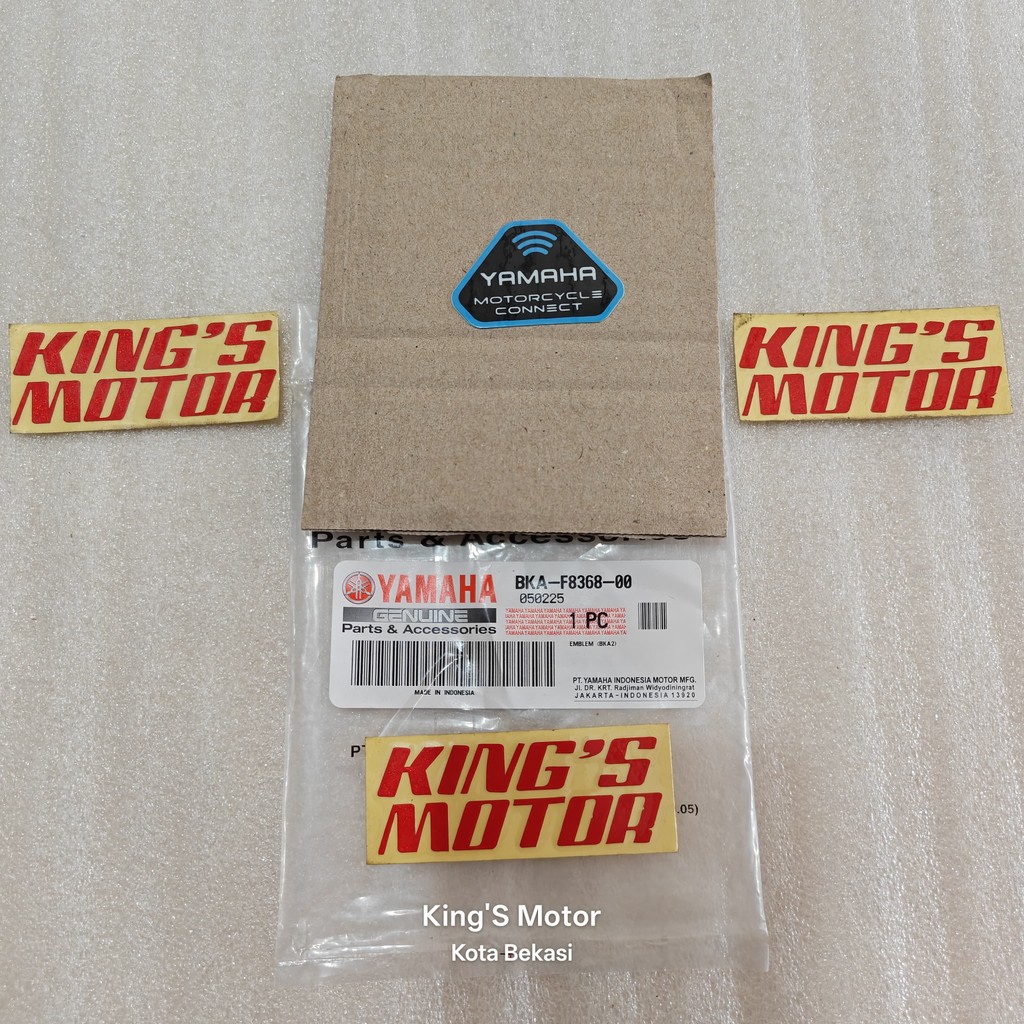 YAMAHA
MOTORCYCLE
CONNECT
KING'S
MOTOR
KING'S
MOTOR
Parts & Accessories
YAMAHA
GENUINE
Parts & Accessories
BKA-F8368-00
050225
1 PC
EMBLEM (BKA2)
MADE IN INDONESIA
PT. YAMAHA INDONESIA MOTOR MFG.
Jl. DR. KRT. Radjiman Widyodiningrat
JAKARTA-INDONESIA 13920
KING'S
MOTOR
.05)
King'S Motor
Kota Bekasi